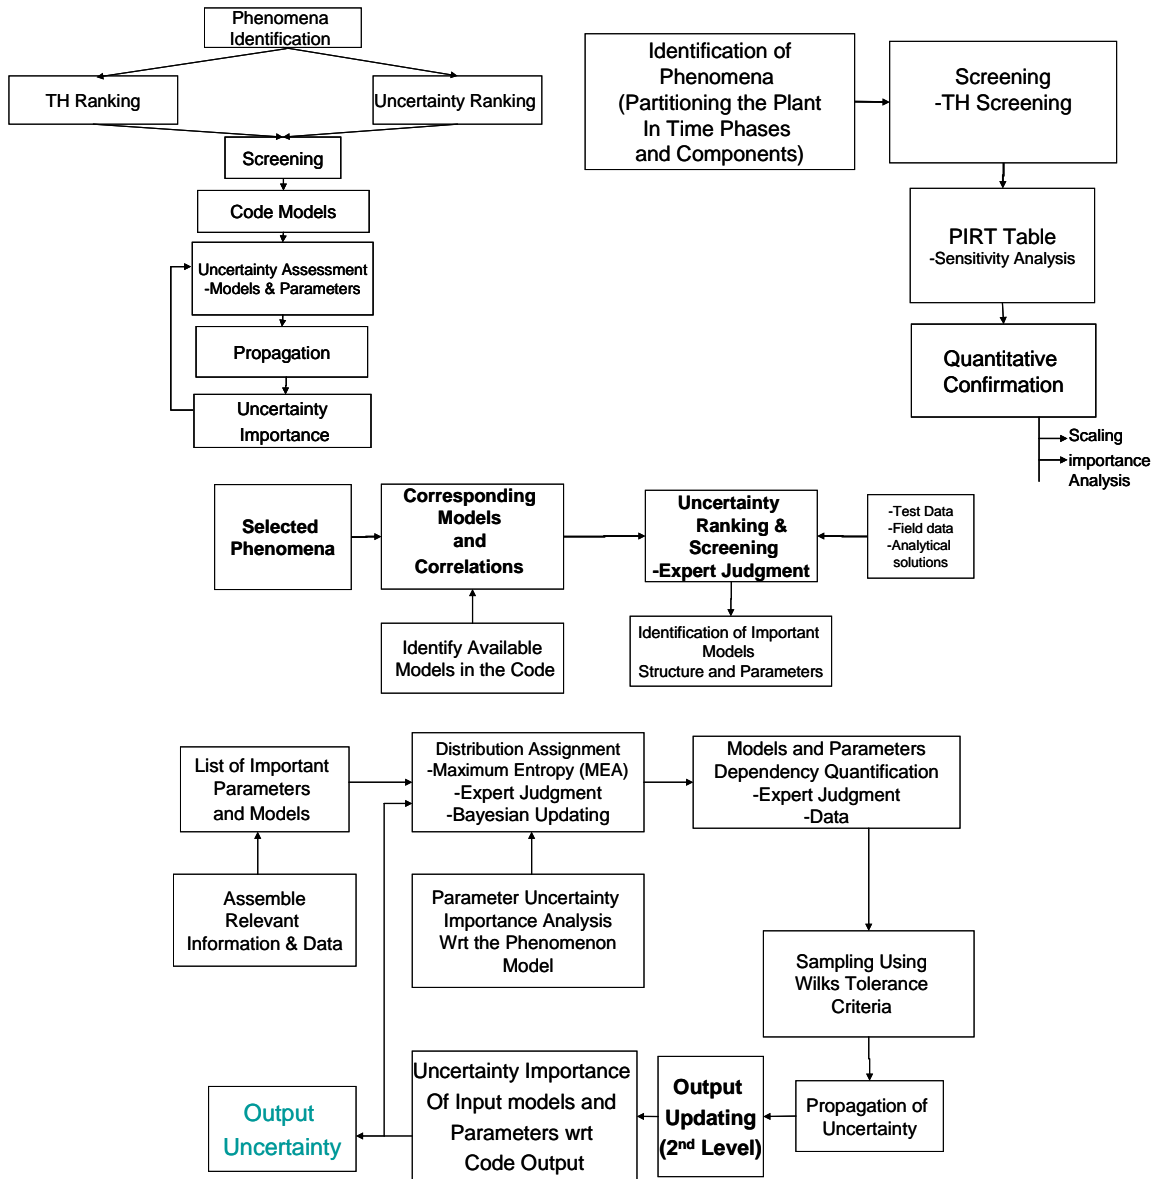 Phenomena
Identification
TH Ranking
Uncertainty Ranking
Screening
Code Models
Uncertainty Assessment
-Models & Parameters
Propagation
Uncertainty
Importance
Identification of
Phenomena
(Partitioning the Plant
In Time Phases
and Components)
Screening
-TH Screening
PIRT Table
-Sensitivity Analysis
Quantitative
Confirmation
Scaling
importance
Analysis
Selected
Phenomena
Corresponding
Models
and
Correlations
Uncertainty
Ranking &
Screening
-Expert Judgment
-Test Data
-Field data
-Analytical
solutions
Identify Available
Models in the Code
Identification of Important
Models
Structure and Parameters
List of Important
Parameters
and Models
Distribution Assignment
-Maximum Entropy (MEA)
-Expert Judgment
-Bayesian Updating
Models and Parameters
Dependency Quantification
-Expert Judgment
-Data
Assemble
Relevant
Information & Data
Parameter Uncertainty
Importance Analysis
Wrt the Phenomenon
Model
Sampling Using
Wilks Tolerance
Criteria
Output
Uncertainty
Uncertainty Importance
Of Input models and
Parameters wrt
Code Output
Output
Updating
(2nd Level)
Propagation of
Uncertainty